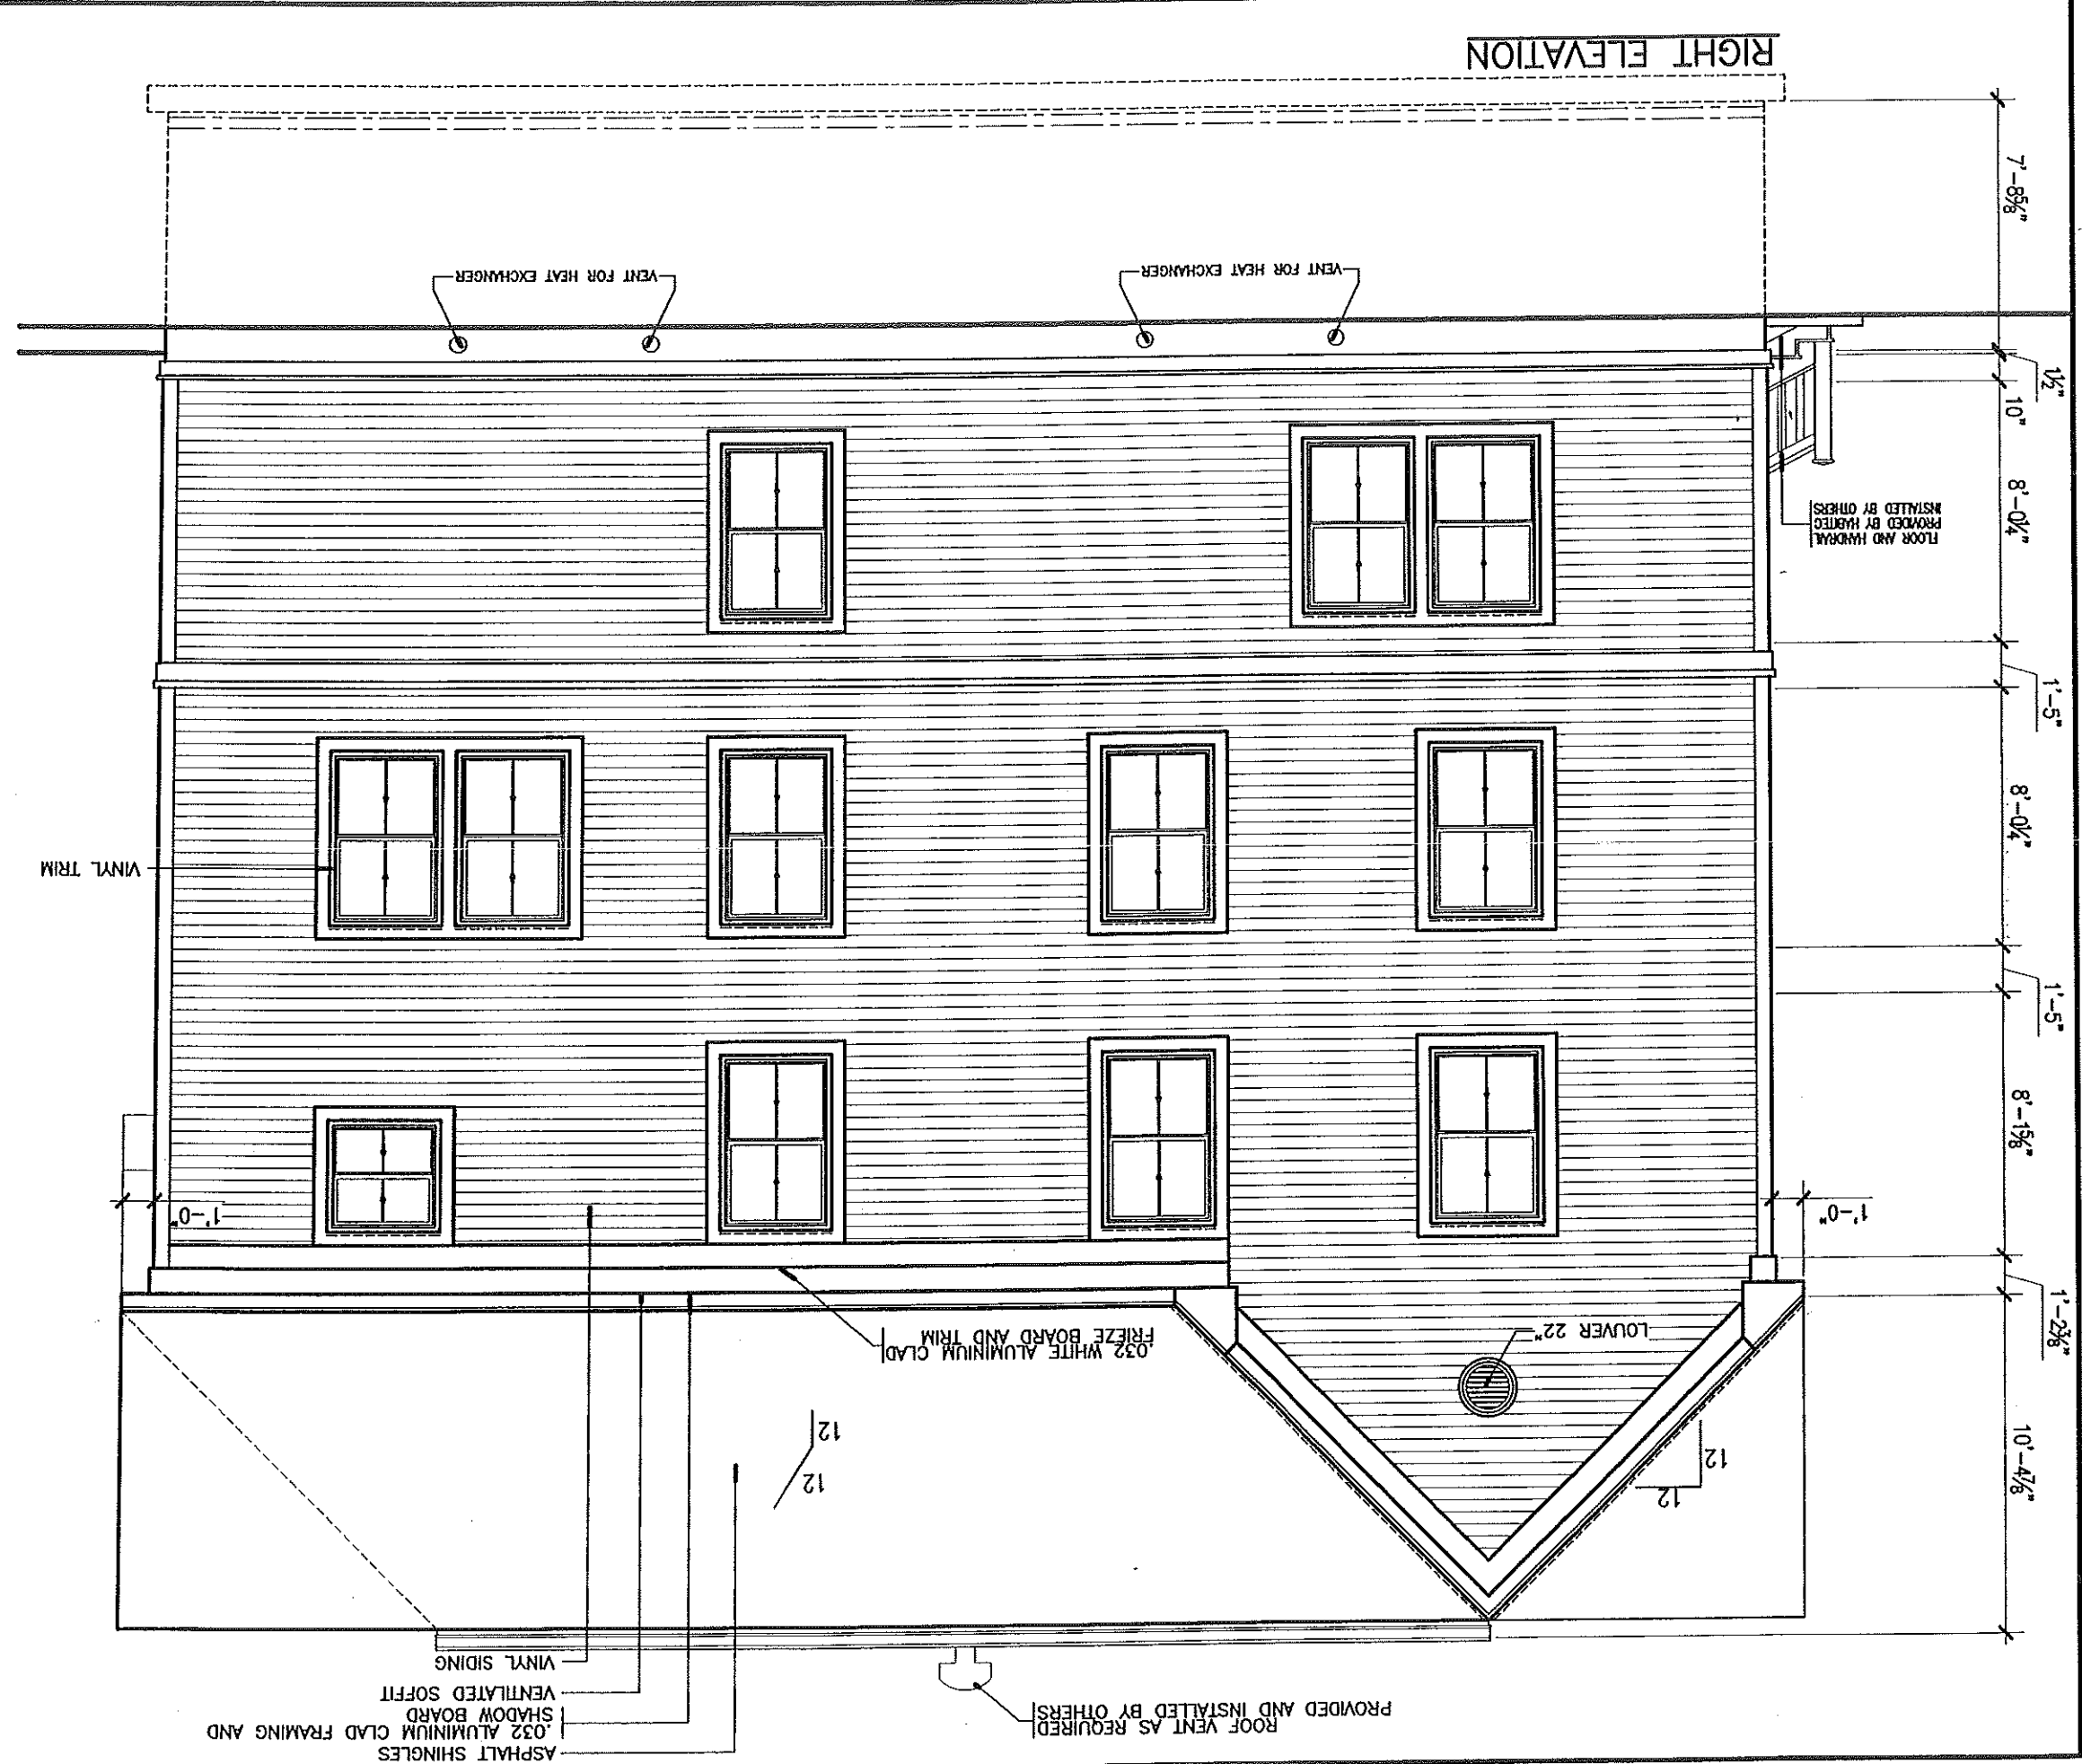 ROOF VENT AS REQUIRED
PROVIDED AND INSTALLED BY OTHERS
ASPHALT SHINGLES
.032 ALUMINIUM CLAD FRAMING AND
SHADOW BOARD
VENTILATED SOFFIT
VINYL SIDING
10'-4⅞"
12
12
12
12
LOUVER 22"
.032 WHITE ALUMINIUM CLAD
FRIEZE BOARD AND TRIM
1'-2⅜"
1'-0"
1'-0"
8'-1⅝"
1'-5"
8'-0¼"
VINYL TRIM
1'-5"
8'-0¼"
FLOOR AND HANDRAIL
PROVIDED BY HABITEC
INSTALLED BY OTHERS
10"
1½"
VENT FOR HEAT EXCHANGER
VENT FOR HEAT EXCHANGER
7'-8⅝"
RIGHT ELEVATION